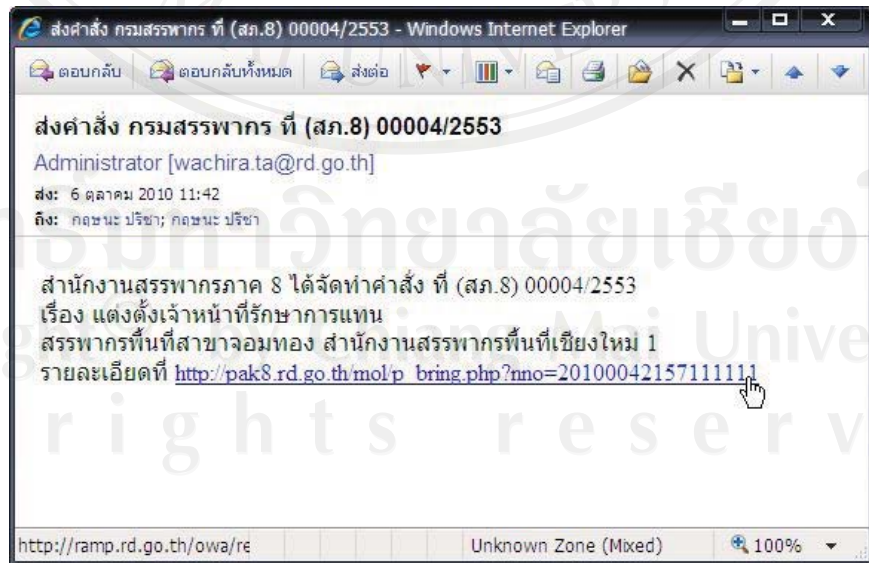 ส่งคำสั่ง กรมสรรพากร ที่ (สภ.8) 00004/2553 - Windows Internet Explorer
ตอบกลับ ตอบกลับทั้งหมด ส่งต่อ
ส่งคำสั่ง กรมสรรพากร ที่ (สภ.8) 00004/2553
Administrator [wachira.ta@rd.go.th]
ส่ง: 6 ตุลาคม 2010 11:42
ถึง: กฤษนะ ปรีชา; กฤษนะ ปรีชา
สำนักงานสรรพากรภาค 8 ได้จัดทำคำสั่ง ที่ (สภ.8) 00004/2553
เรื่อง แต่งตั้งเจ้าหน้าที่รักษาการแทน
สรรพากรพื้นที่สาขาจอมทอง สำนักงานสรรพากรพื้นที่เชียงใหม่ 1
รายละเอียดที่ http://pak8.rd.go.th/mol/p_bring.php?nno=20100042157111111
http://ramp.rd.go.th/owa/re Unknown Zone (Mixed) 100%